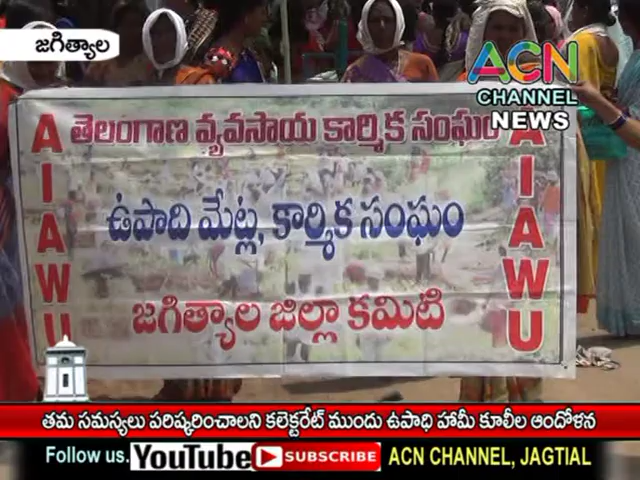 జగిత్యాల
ACN
CHANNEL
NEWS
తెలంగాణ వ్యవసాయ కార్మిక సంఘం
ఉపాది మేట్ల, కార్మిక సంఘం
జగిత్యాల జిల్లా కమిటి
AIAWU
AIAWU
తమ సమస్యలు పరిష్కరించాలని కలెక్టరేట్ ముందు ఉపాధి హామీ కూలీల ఆందోళన
Follow us. YouTube SUBSCRIBE ACN CHANNEL, JAGTIAL